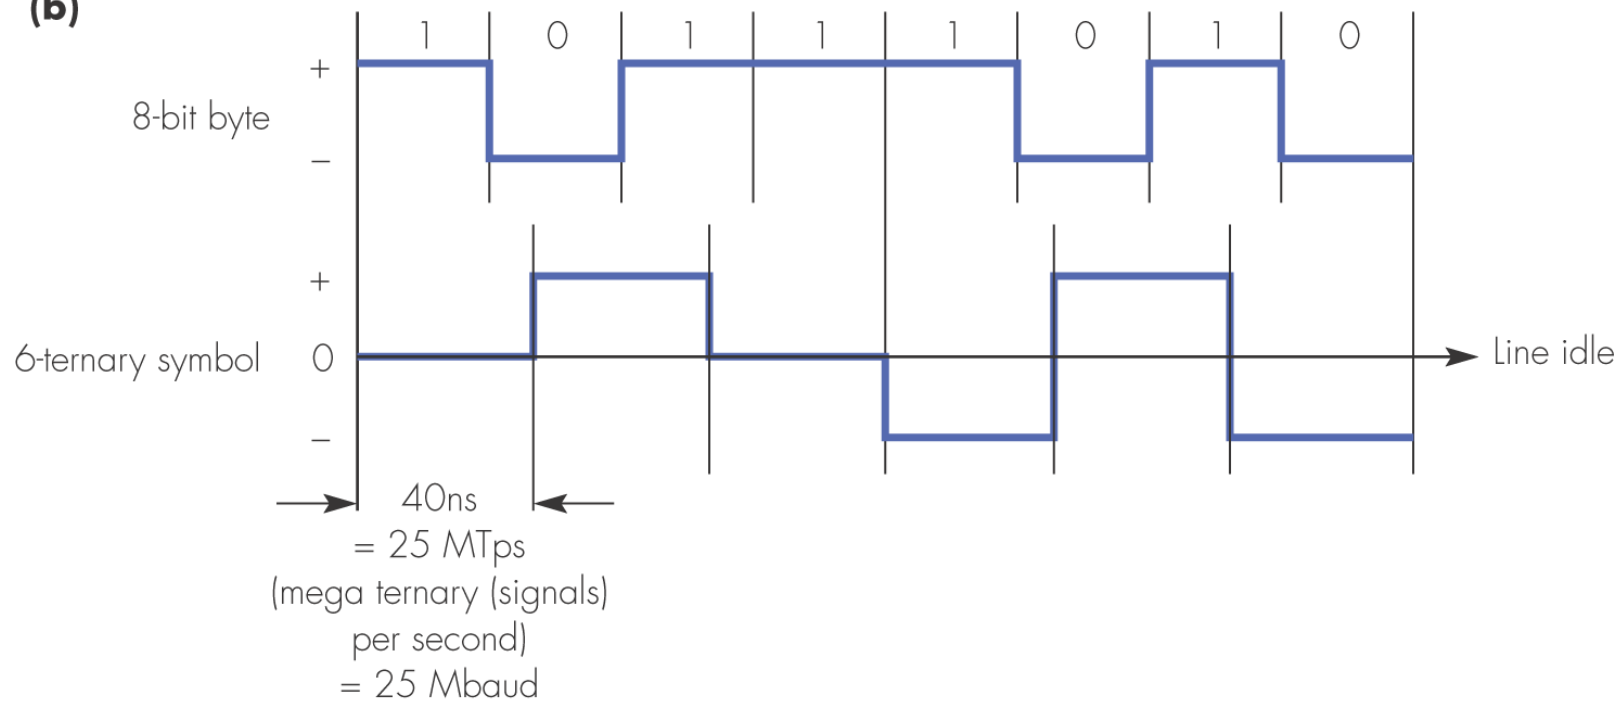 (b)
1 0 1 1 1 0 1 0
+
8-bit byte
−
+
6-ternary symbol 0 Line idle
−
40ns
= 25 MTps
(mega ternary (signals)
per second)
= 25 Mbaud